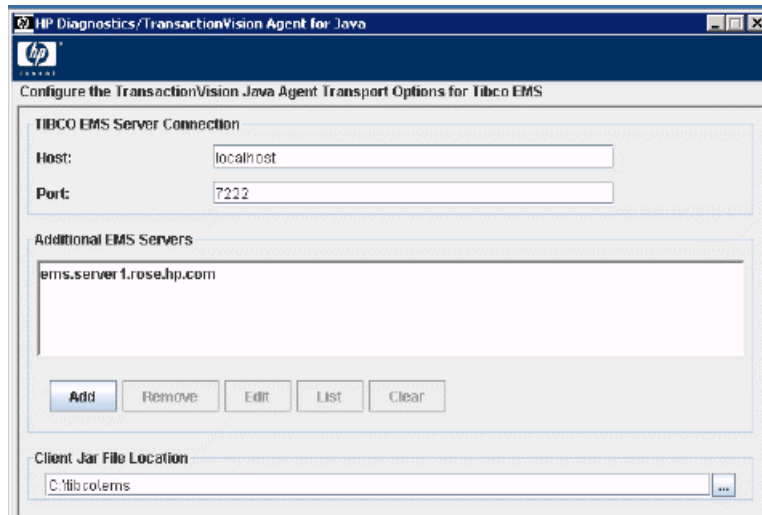 HP Diagnostics/TransactionVision Agent for Java
hp
invent
Configure the TransactionVision Java Agent Transport Options for Tibco EMS
TIBCO EMS Server Connection
Host: localhost
Port: 7222
Additional EMS Servers
ems.server1.rose.hp.com
Add Remove Edit List Clear
Client Jar File Location
C:\tibco\ems ...